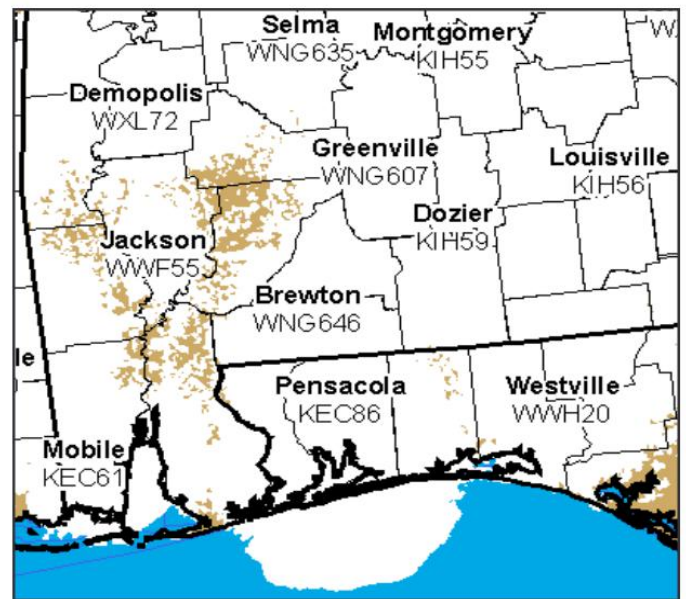 Selma
WNG635
Montgomery
KIH55
Demopolis
WXL72
Greenville
WNG607
Louisville
KIH56
Dozier
KIH59
Jackson
WWF55
Brewton
WNG646
le
Pensacola
KEC86
Westville
WWH20
Mobile
KEC61